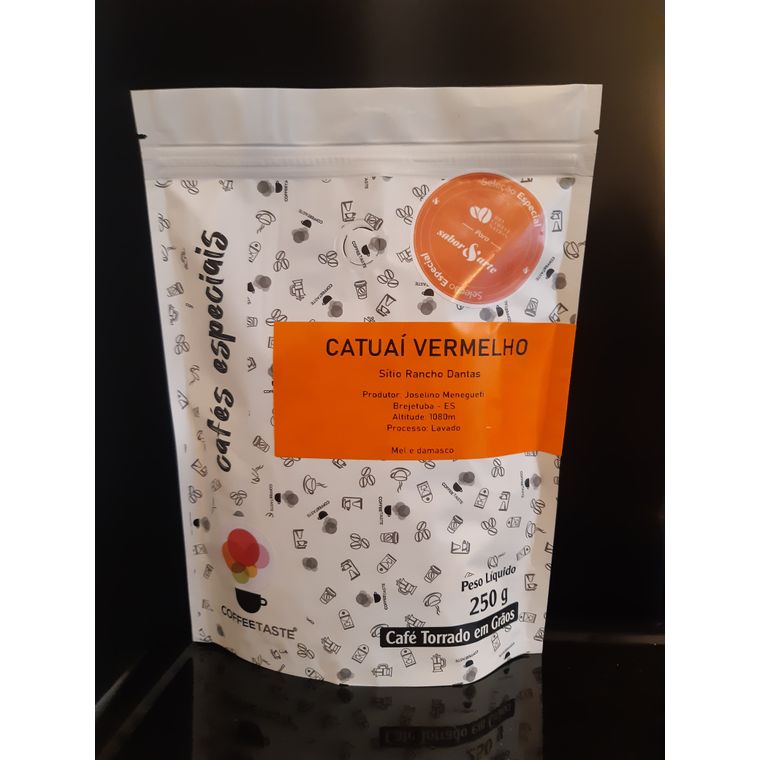 cafés especiais
Seleção Especial
Para
sabor & arte
Seleção Especial
CATUAÍ VERMELHO
Sítio Rancho Dantas
Produtor: Joselino Menegueti
Brejetuba - ES
Altitude: 1080m
Processo: Lavado
Mel e damasco
COFFEETASTE
Peso Líquido
250 g
Café Torrado em Grãos